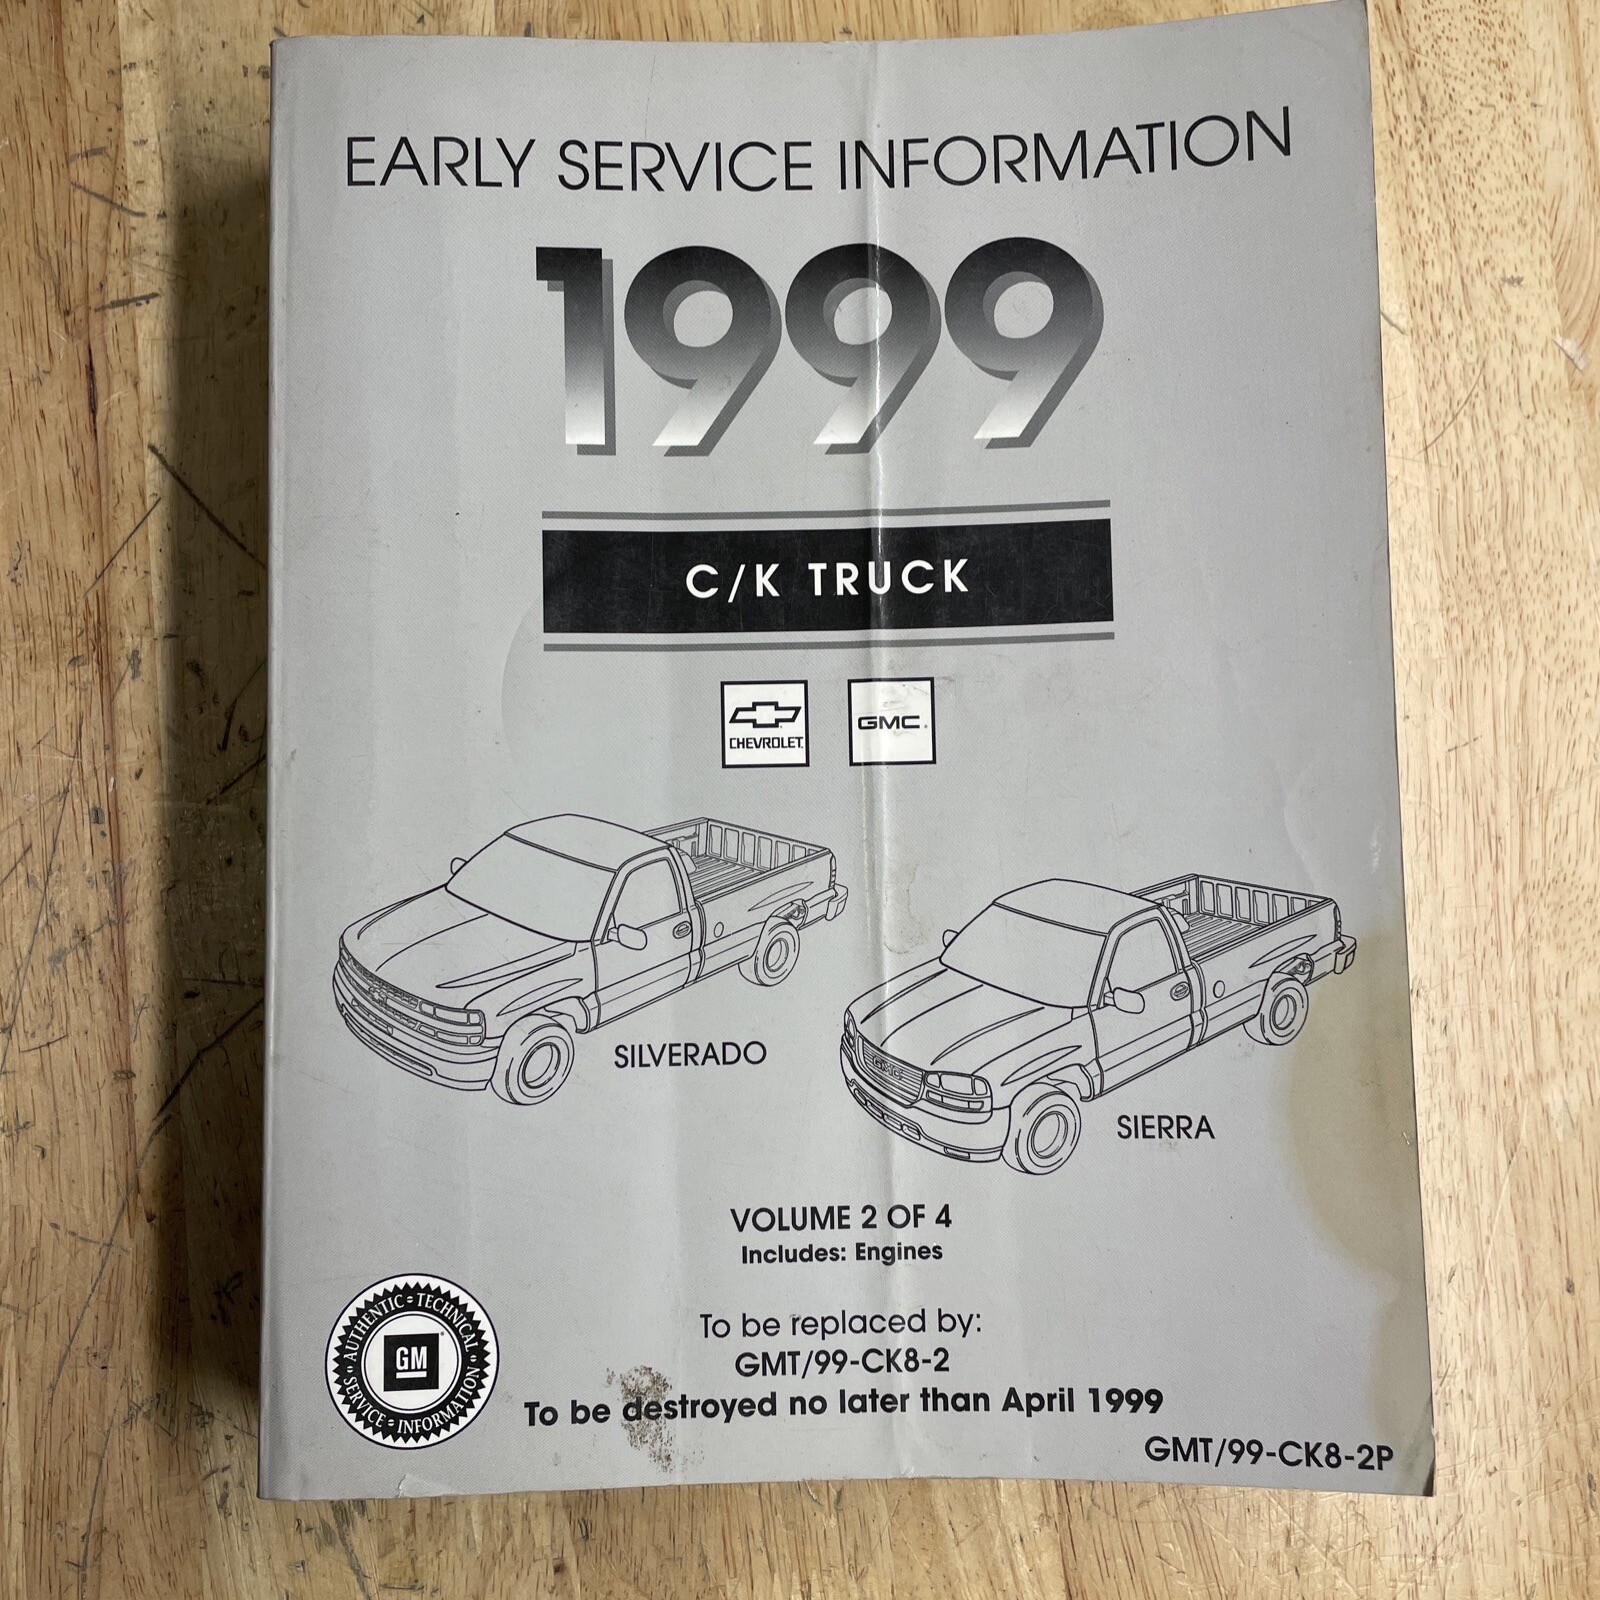 EARLY SERVICE INFORMATION
1999
C/K TRUCK
CHEVROLET
GMC
SILVERADO
GMC
SIERRA
VOLUME 2 OF 4
Includes: Engines
AUTHENTIC TECHNICAL
SERVICE INFORMATION
GM
To be replaced by:
GMT/99-CK8-2
To be destroyed no later than April 1999
GMT/99-CK8-2P